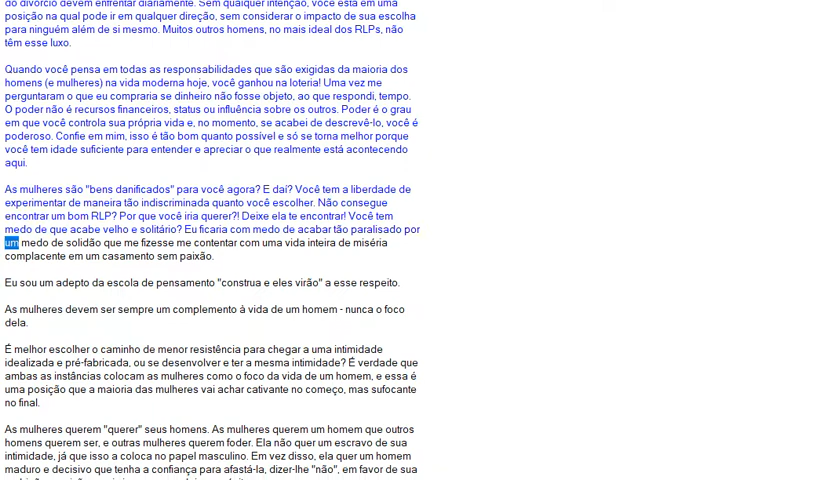 do divórcio devem enfrentar diariamente. Sem qualquer intenção, você está em uma
posição na qual pode ir em qualquer direção, sem considerar o impacto de sua escolha
para ninguém além de si mesmo. Muitos outros homens, no mais ideal dos RLPs, não
têm esse luxo.
Quando você pensa em todas as responsabilidades que são exigidas da maioria dos
homens (e mulheres) na vida moderna hoje, você ganhou na loteria! Uma vez me
perguntaram o que eu compraria se dinheiro não fosse objeto, ao que respondi, tempo.
O poder não é recursos financeiros, status ou influência sobre os outros. Poder é o grau
em que você controla sua própria vida e, no momento, se acabei de descrevê-lo, você é
poderoso. Confie em mim, isso é tão bom quanto possível e só se torna melhor porque
você tem idade suficiente para entender e apreciar o que realmente está acontecendo
aqui.
As mulheres são "bens danificados" para você agora? E daí? Você tem a liberdade de
experimentar de maneira tão indiscriminada quanto você escolher. Não consegue
encontrar um bom RLP? Por que você iria querer?! Deixe ela te encontrar! Você tem
medo de que acabe velho e solitário? Eu ficaria com medo de acabar tão paralisado por
um medo de solidão que me fizesse me contentar com uma vida inteira de miséria
complacente em um casamento sem paixão.
Eu sou um adepto da escola de pensamento "construa e eles virão" a esse respeito.
As mulheres devem ser sempre um complemento à vida de um homem - nunca o foco
dela.
É melhor escolher o caminho de menor resistência para chegar a uma intimidade
idealizada e pré-fabricada, ou se desenvolver e ter a mesma intimidade? É verdade que
ambas as instâncias colocam as mulheres como o foco da vida de um homem, e essa é
uma posição que a maioria das mulheres vai achar cativante no começo, mas sufocante
no final.
As mulheres querem "querer" seus homens. As mulheres querem um homem que outros
homens querem ser, e outras mulheres querem foder. Ela não quer um escravo de sua
intimidade, já que isso a coloca no papel masculino. Em vez disso, ela quer um homem
maduro e decisivo que tenha a confiança para afastá-la, dizer-lhe "não", em favor de sua